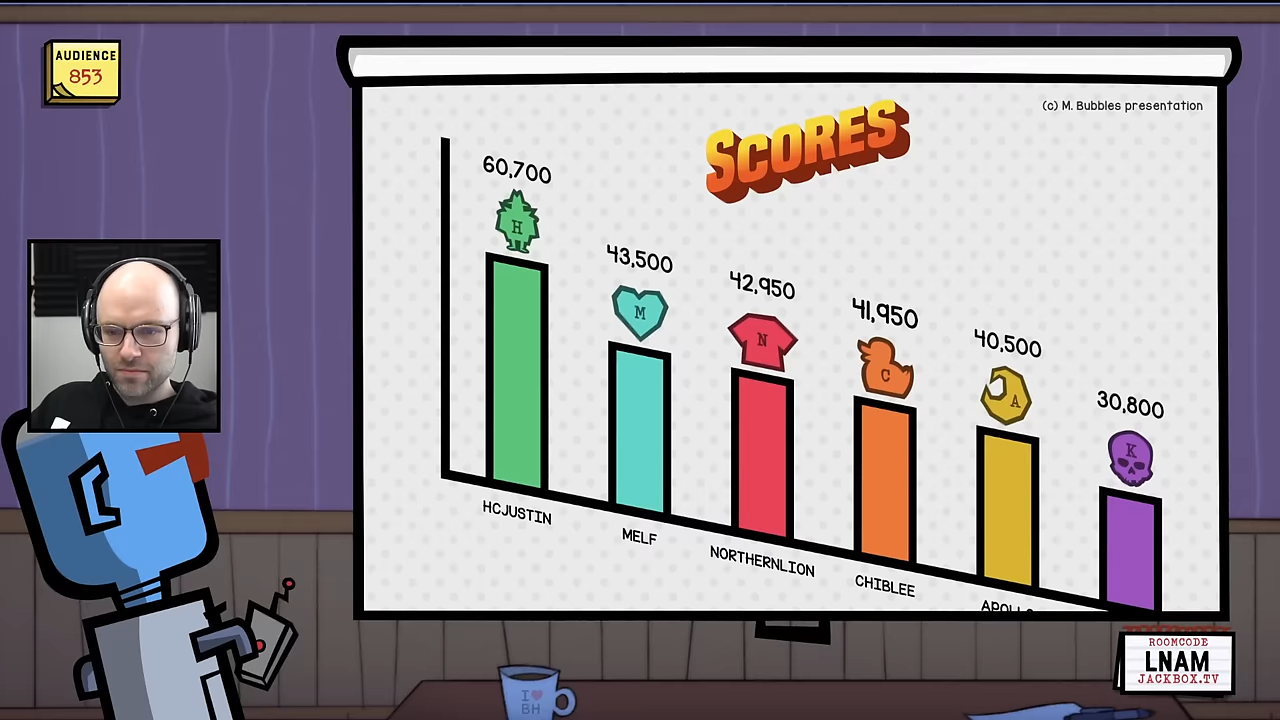 AUDIENCE
853
(c) M. Bubbles presentation
SCORES
60,700
H
43,500
M
42,950
N
41,950
C
40,500
A
30,800
K
HCJUSTIN
MELF
NORTHERNLION
CHIBLEE
I ♥
BH
ROOMCODE
LNAM
JACKBOX.TV